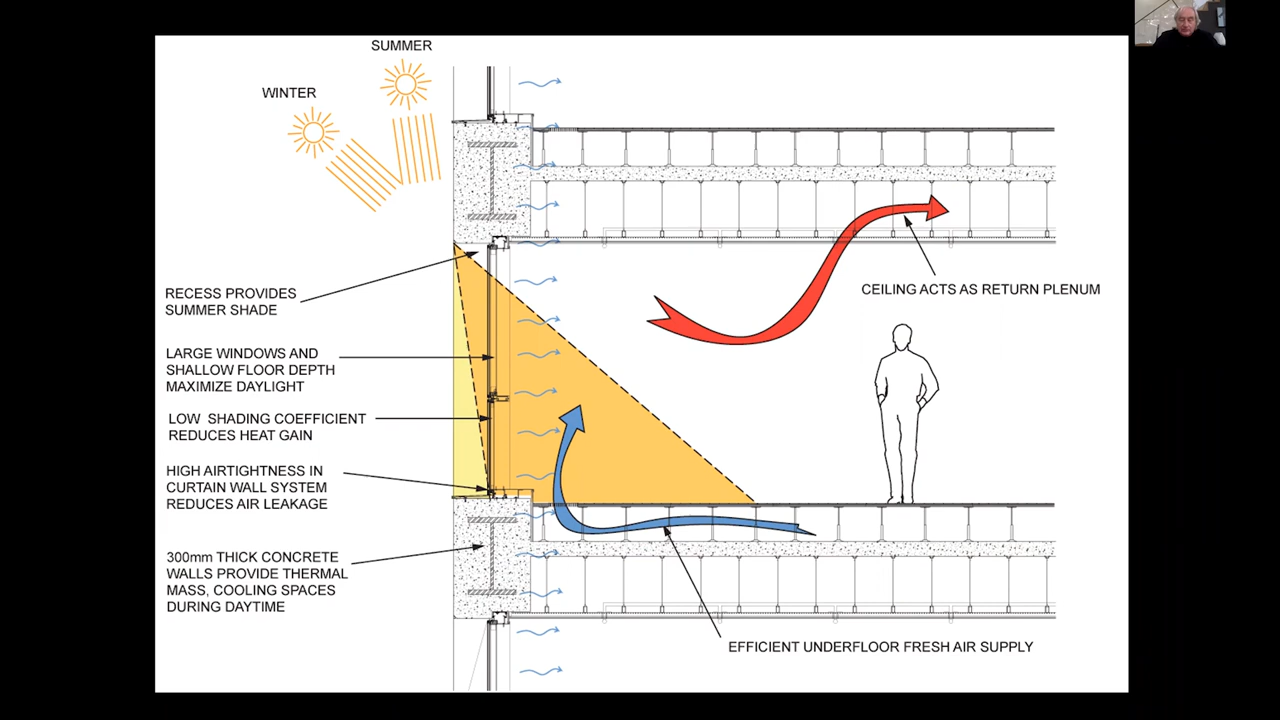 SUMMER
WINTER
RECESS PROVIDES
SUMMER SHADE
CEILING ACTS AS RETURN PLENUM
LARGE WINDOWS AND
SHALLOW FLOOR DEPTH
MAXIMIZE DAYLIGHT
LOW SHADING COEFFICIENT
REDUCES HEAT GAIN
HIGH AIRTIGHTNESS IN
CURTAIN WALL SYSTEM
REDUCES AIR LEAKAGE
300mm THICK CONCRETE
WALLS PROVIDE THERMAL
MASS, COOLING SPACES
DURING DAYTIME
EFFICIENT UNDERFLOOR FRESH AIR SUPPLY